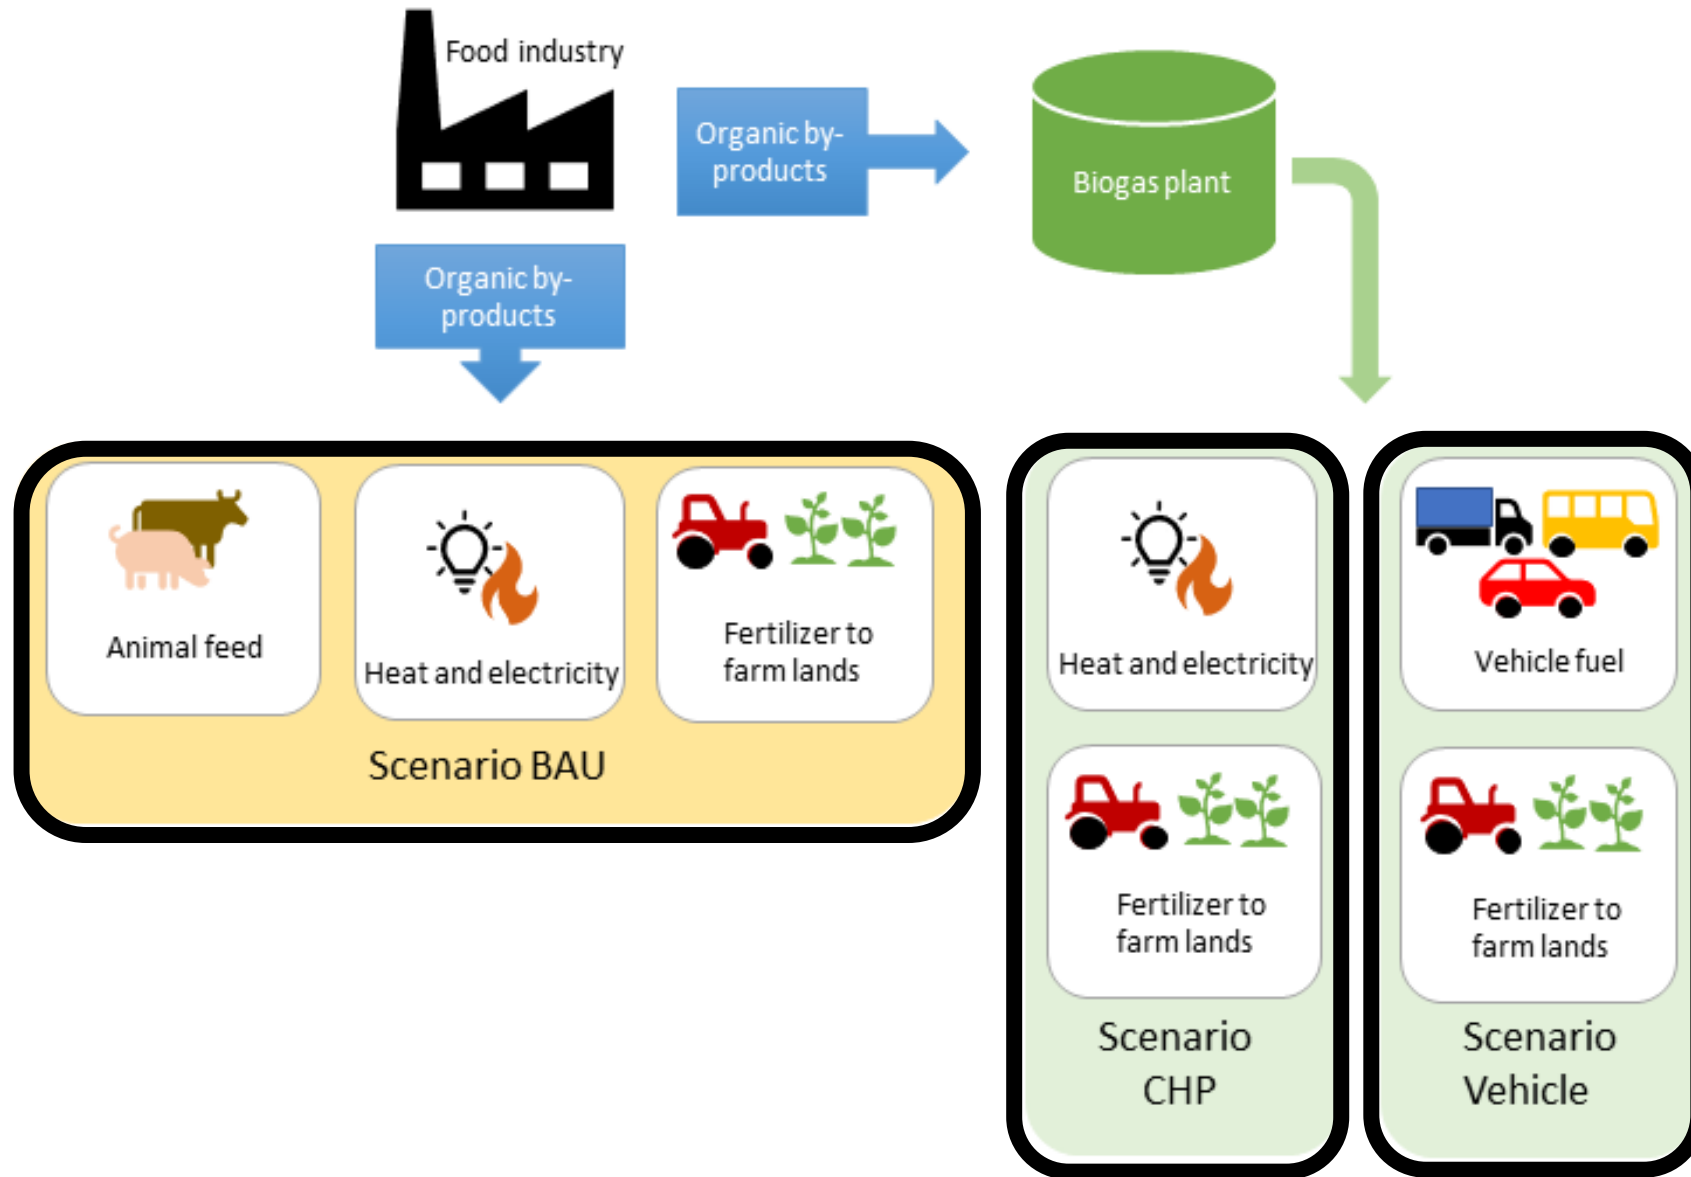 Food industry
Organic by-
products
Biogas plant
Organic by-
products
Animal feed
Heat and electricity
Fertilizer to
farm lands
Scenario BAU
Heat and electricity
Fertilizer to
farm lands
Scenario
CHP
Vehicle fuel
Fertilizer to
farm lands
Scenario
Vehicle